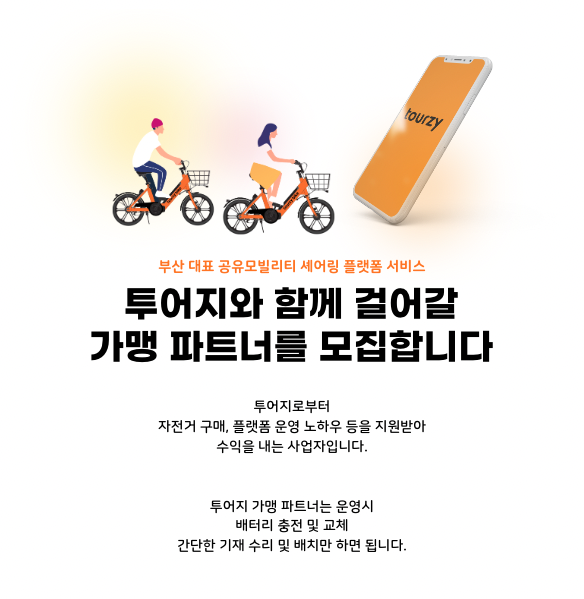 tourzy
부산 대표 공유모빌리티 셰어링 플랫폼 서비스
투어지와 함께 걸어갈
가맹 파트너를 모집합니다
투어지로부터
자전거 구매, 플랫폼 운영 노하우 등을 지원받아
수익을 내는 사업자입니다.
투어지 가맹 파트너는 운영시
배터리 충전 및 교체
간단한 기재 수리 및 배치만 하면 됩니다.